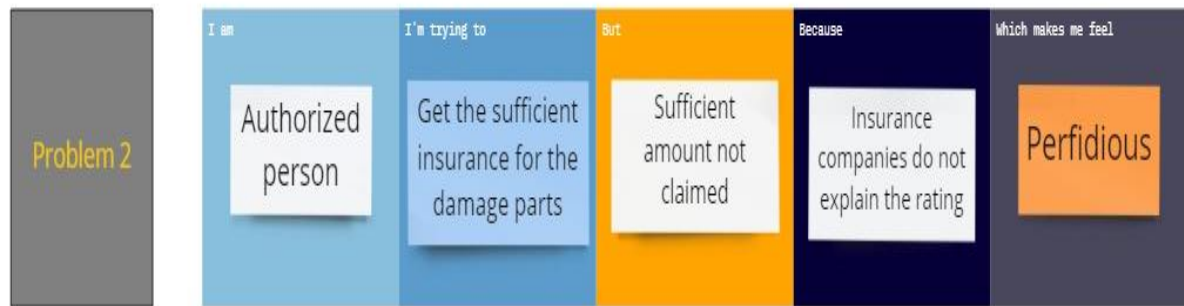 Problem 2
I am
Authorized
person
I'm trying to
Get the sufficient
insurance for the
damage parts
But
Sufficient
amount not
claimed
Because
Insurance
companies do not
explain the rating
Which makes me feel
Perfidious